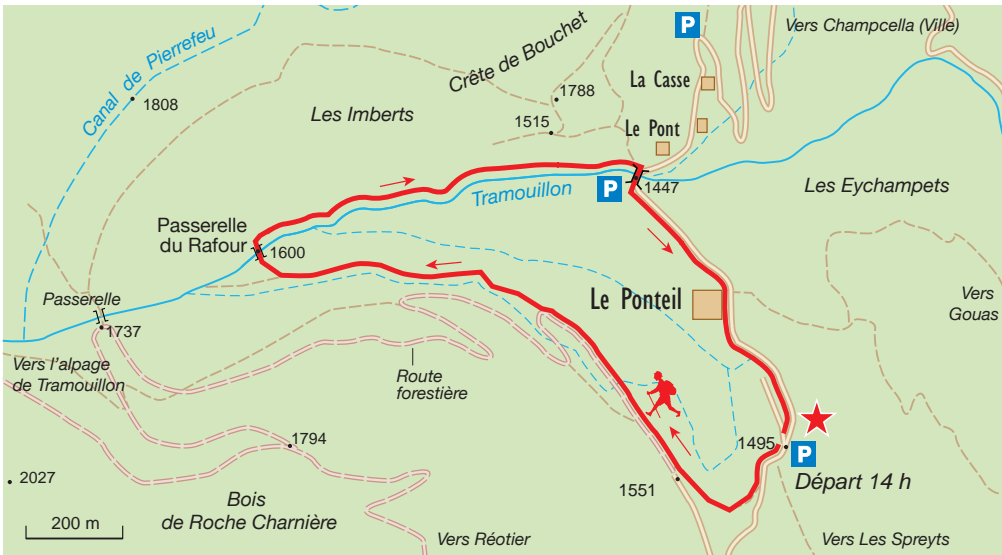 P
Vers Champcella (Ville)
Canal de Pierrefeu
Crête de Bouchet
La Casse
1808
1788
Les Imberts
1515
Le Pont
P
1447
Les Eychampets
Tramouillon
Passerelle
du Rafour
1600
Passerelle
1737
Le Ponteil
Vers
Gouas
Vers l'alpage
de Tramouillon
Route
forestière
1794
1495
P
2027
1551
Départ 14 h
Bois
de Roche Charnière
200 m
Vers Réotier
Vers Les Spreyts